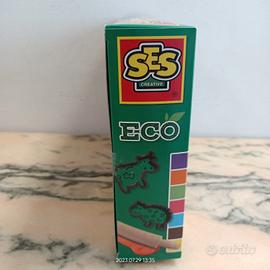 SES
CREATIVE
ECO
2023.07.29 13:35
subito